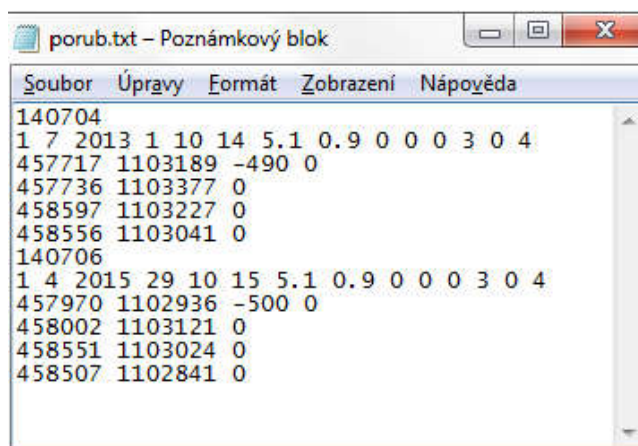 porub.txt – Poznámkový blok
Soubor Úpravy Formát Zobrazení Nápověda
140704
1 7 2013 1 10 14 5.1 0.9 0 0 0 3 0 4
457717 1103189 -490 0
457736 1103377 0
458597 1103227 0
458556 1103041 0
140706
1 4 2015 29 10 15 5.1 0.9 0 0 0 3 0 4
457970 1102936 -500 0
458002 1103121 0
458551 1103024 0
458507 1102841 0